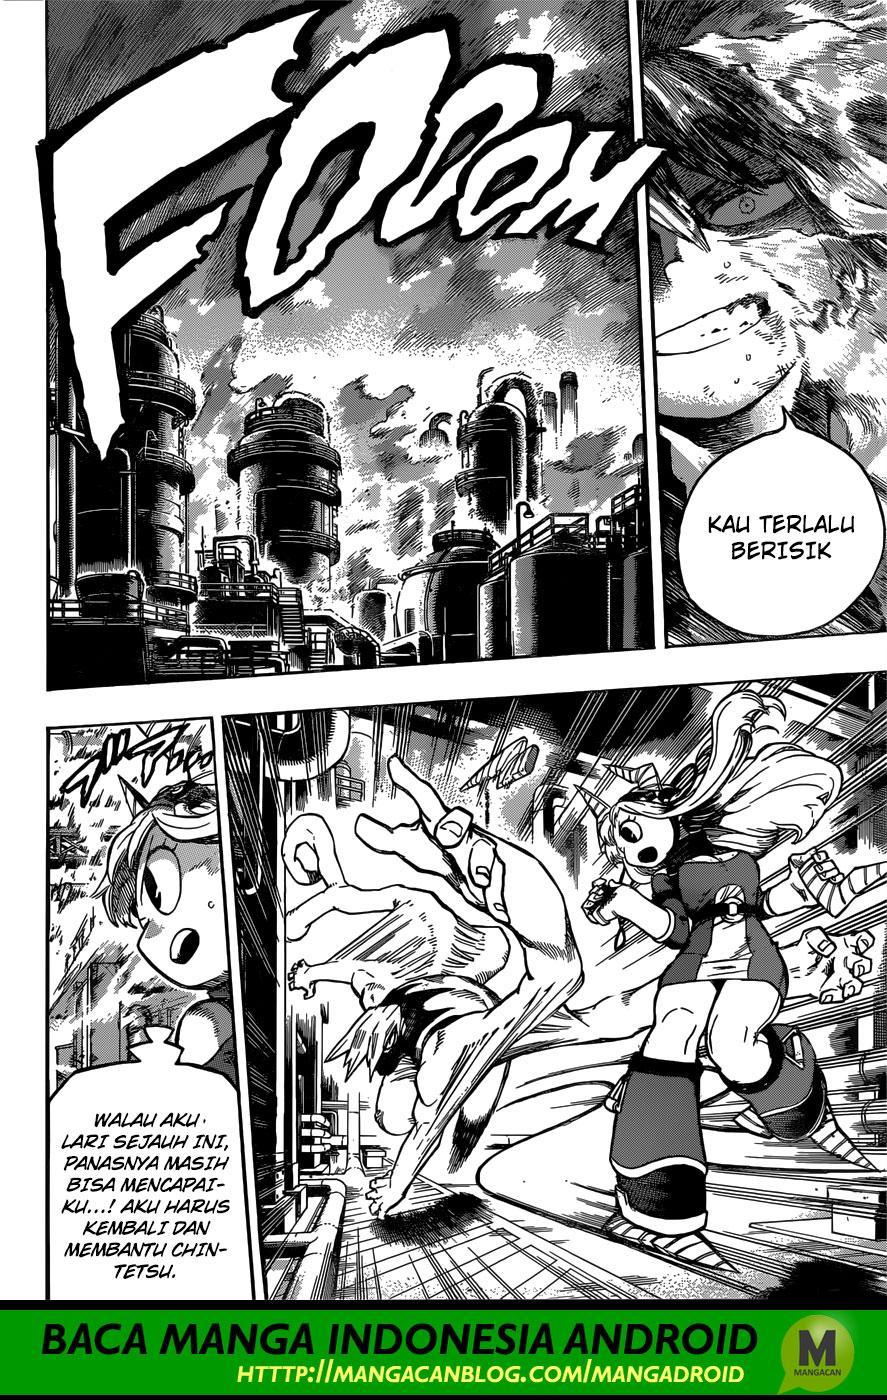 FOOOM
KAU TERLALU
BERISIK
WALAU AKU
LARI SEJAUH INI,
PANASNYA MASIH
BISA MENCAPAI-
KU...! AKU HARUS
KEMBALI DAN
MEMBANTU CHIN-
TETSU.
BACA MANGA INDONESIA ANDROID
HTTTP://MANGACANBLOG.COM/MANGADROID
M
MANGACAN